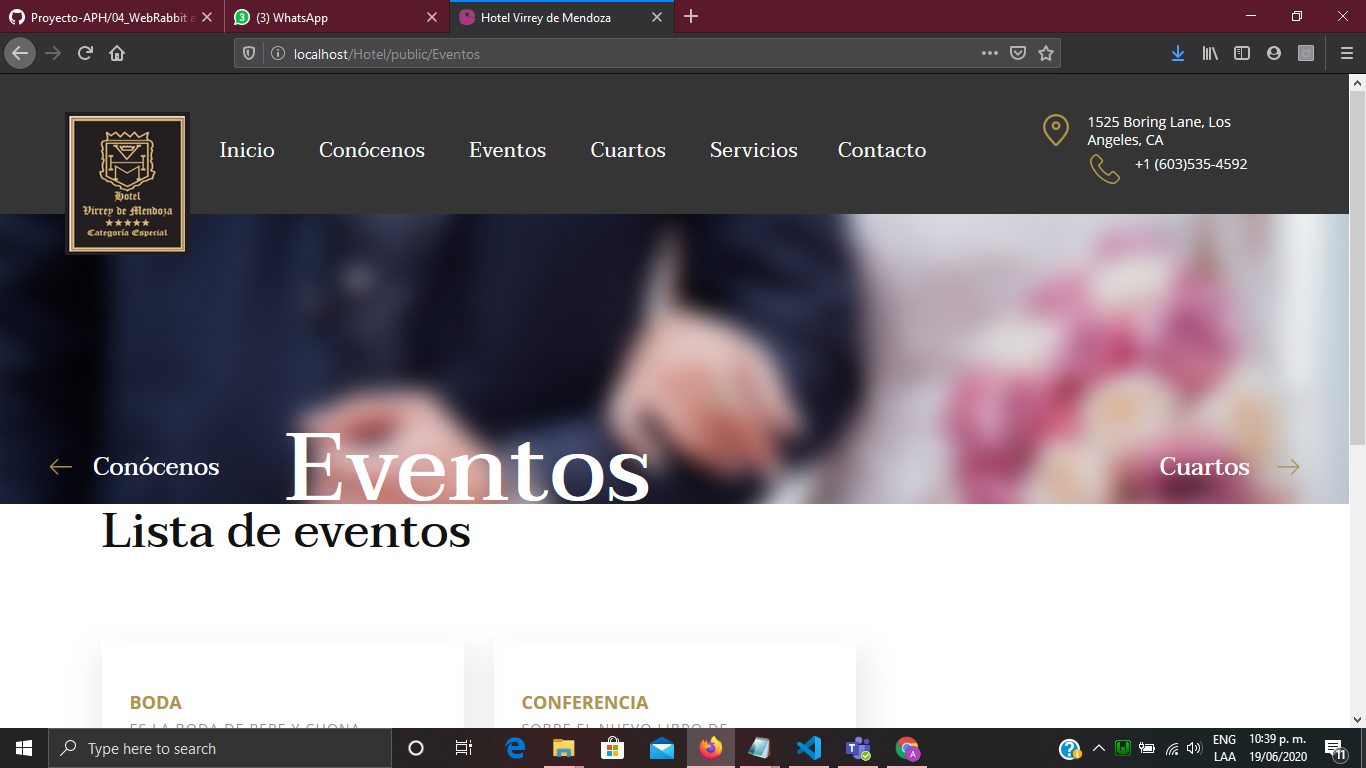 Proyecto-APH/04_WebRabbit a
(3) WhatsApp
Hotel Virrey de Mendoza
localhost/Hotel/public/Eventos
Hotel
Virrey de Mendoza
Categoría Especial
Inicio
Conócenos
Eventos
Cuartos
Servicios
Contacto
1525 Boring Lane, Los
Angeles, CA
+1 (603)535-4592
Conócenos
Eventos
Cuartos
Lista de eventos
BODA
ES LA BODA DE PEPE Y CHONA
CONFERENCIA
SOBRE EL NUEVO LIBRO DE
Type here to search
ENG
LAA
10:39 p. m.
19/06/2020
11